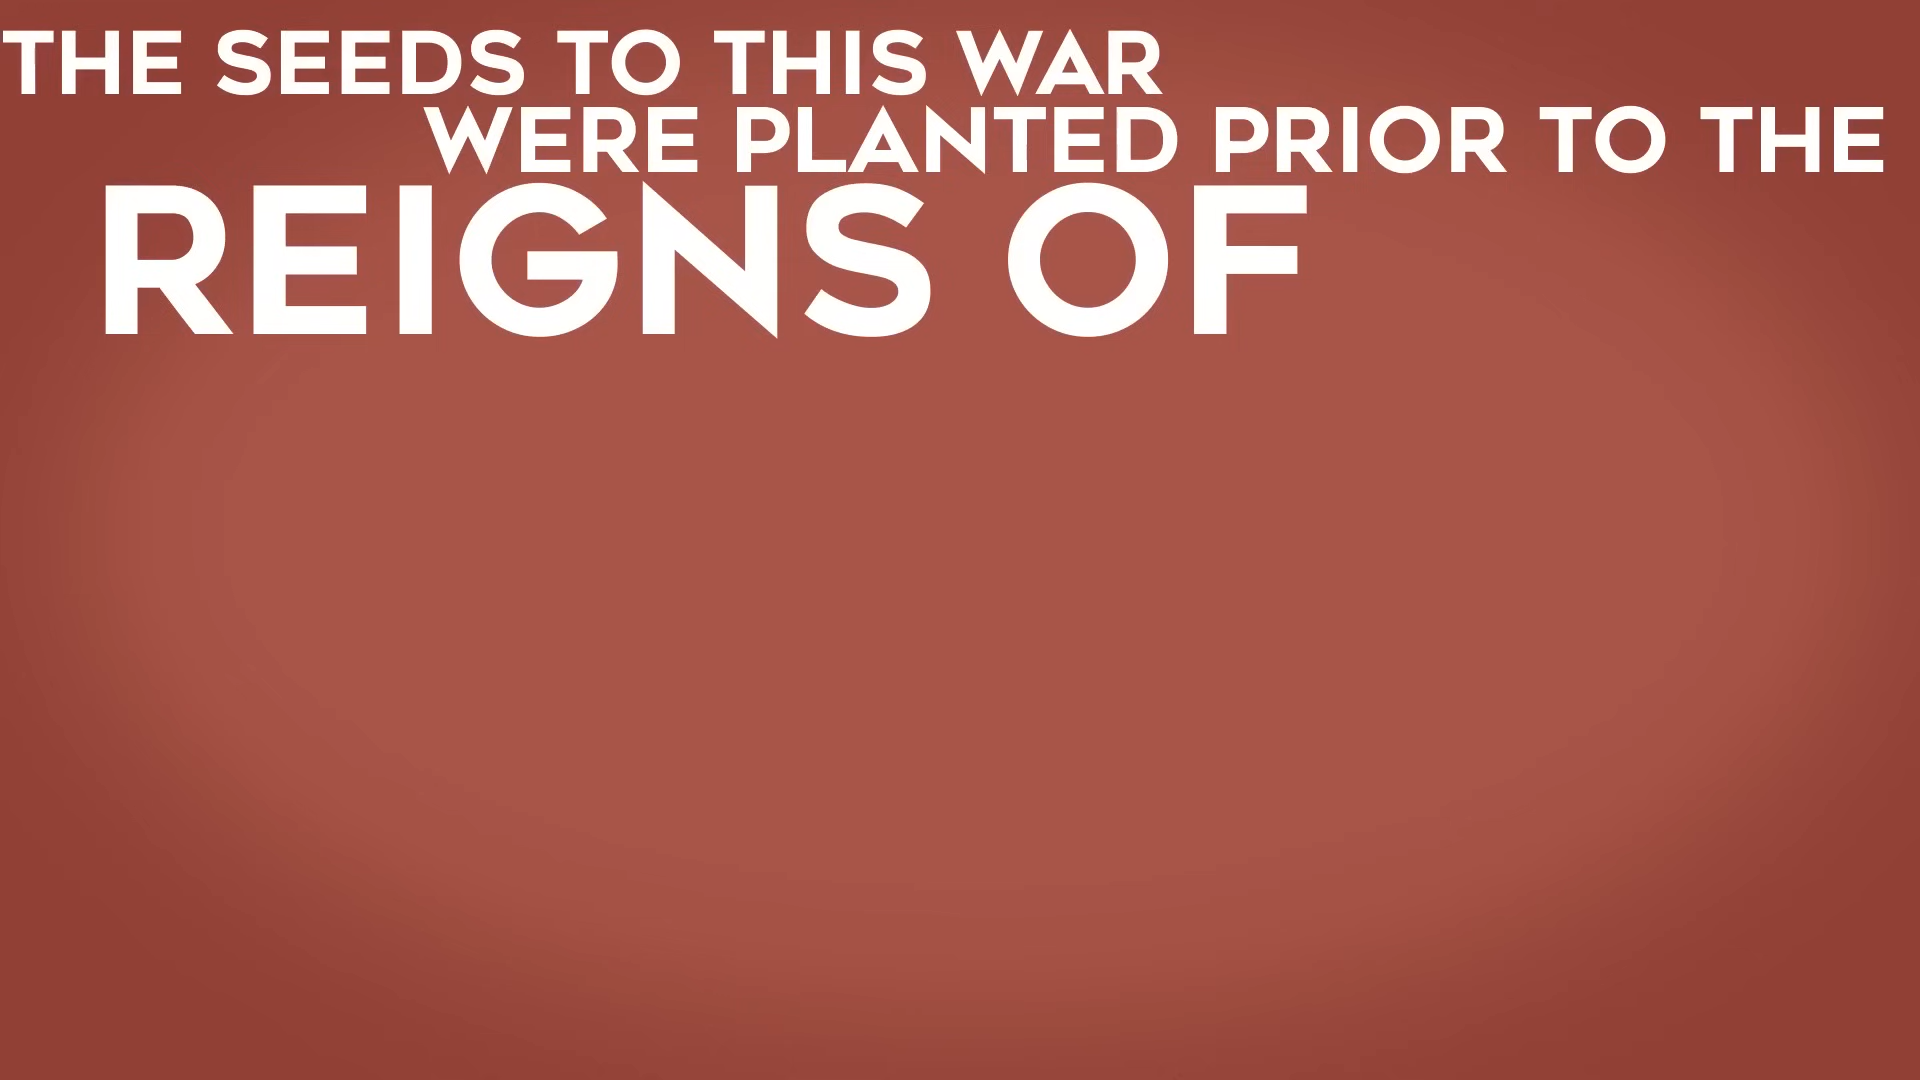 THE SEEDS TO THIS WAR
WERE PLANTED PRIOR TO THE
REIGNS OF